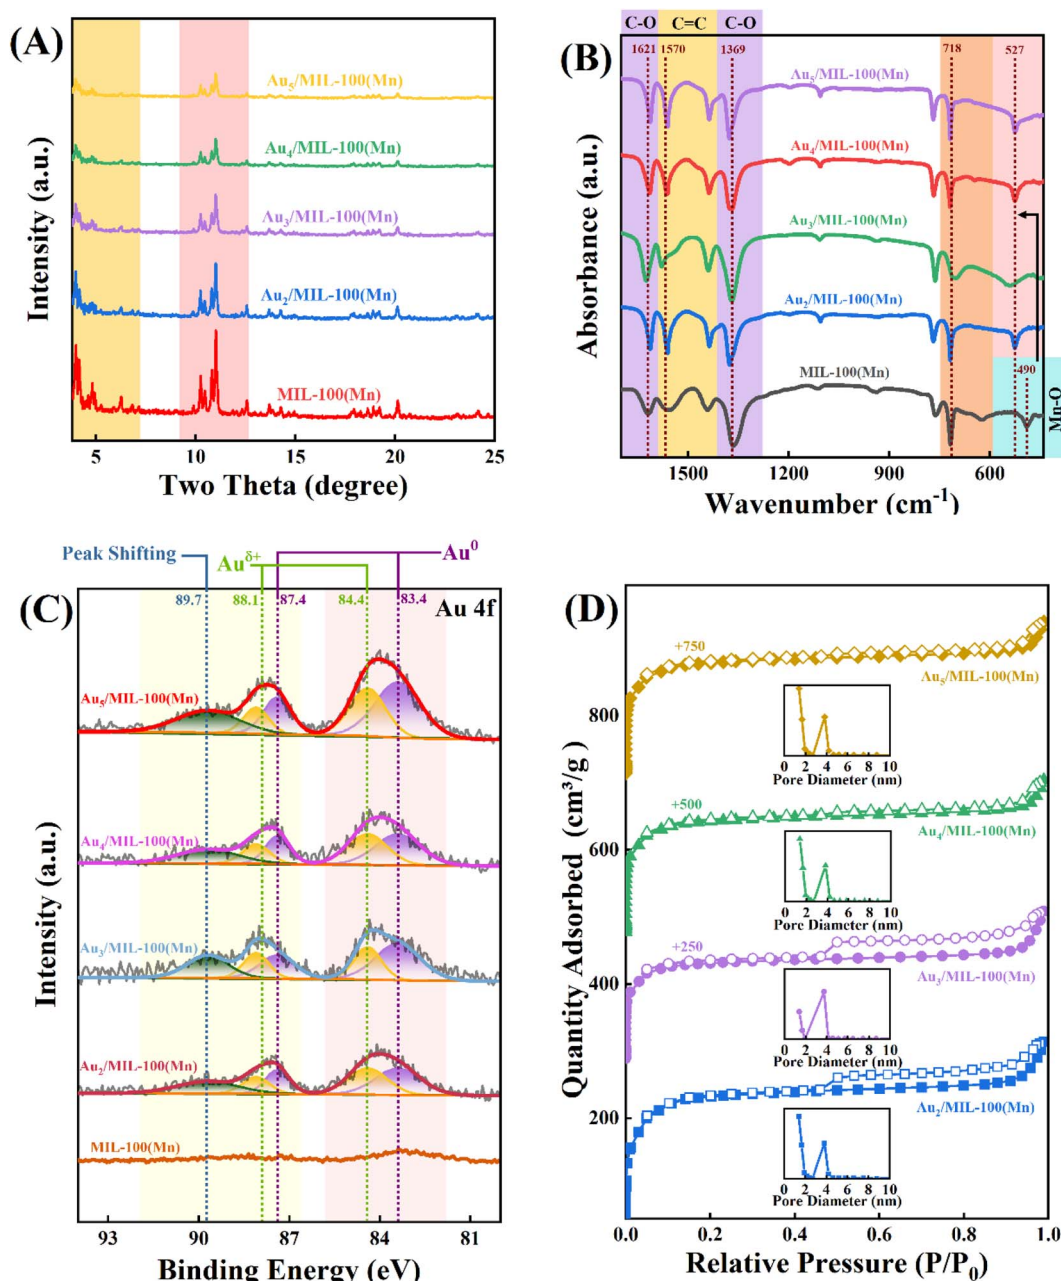 (A)
Au5/MIL-100(Mn)
Au4/MIL-100(Mn)
Au3/MIL-100(Mn)
Au2/MIL-100(Mn)
MIL-100(Mn)
Intensity (a.u.)
5 10 15 20 25
Two Theta (degree)
C-O C=C C-O
(B)
1621 1570 1369 718 527
Au5/MIL-100(Mn)
Au4/MIL-100(Mn)
Au3/MIL-100(Mn)
Au2/MIL-100(Mn)
MIL-100(Mn)
490
Mn-O
Absorbance (a.u.)
1500 1200 900 600
Wavenumber (cm⁻¹)
Peak Shifting
Au^δ+
Au⁰
(C)
89.7 88.1 87.4 84.4 83.4
Au 4f
Au5/MIL-100(Mn)
Au4/MIL-100(Mn)
Au3/MIL-100(Mn)
Au2/MIL-100(Mn)
MIL-100(Mn)
Intensity (a.u.)
93 90 87 84 80
Binding Energy (eV)
(D)
+750
Au5/MIL-100(Mn)
0 2 4 6 8 10
Pore Diameter (nm)
+500
Au4/MIL-100(Mn)
0 2 4 6 8 10
Pore Diameter (nm)
+250
Au3/MIL-100(Mn)
0 2 4 6 8 10
Pore Diameter (nm)
Au2/MIL-100(Mn)
0 2 4 6 8 10
Pore Diameter (nm)
800
600
400
200
Quantity Adsorbed (cm³/g)
0.0 0.2 0.4 0.6 0.8 1.0
Relative Pressure (P/P₀)